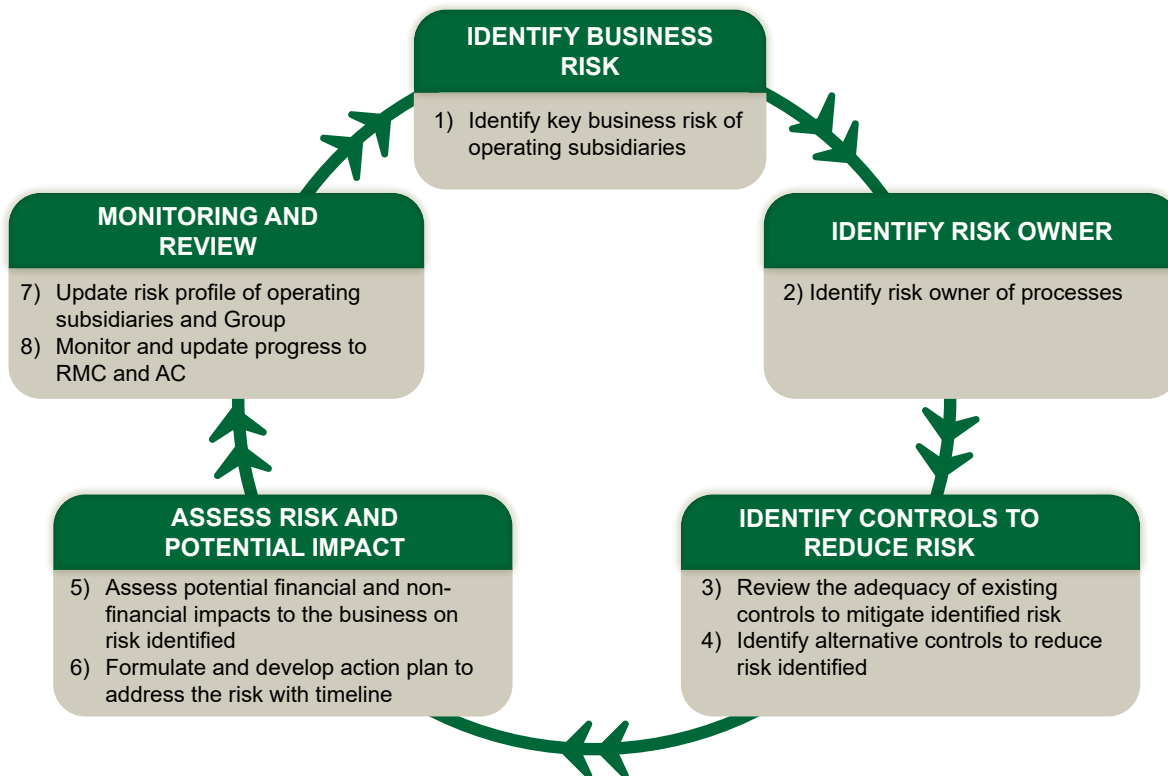 IDENTIFY BUSINESS
RISK
1) Identify key business risk of
operating subsidiaries
IDENTIFY RISK OWNER
2) Identify risk owner of processes
IDENTIFY CONTROLS TO
REDUCE RISK
3) Review the adequacy of existing
controls to mitigate identified risk
4) Identify alternative controls to reduce
risk identified
ASSESS RISK AND
POTENTIAL IMPACT
5) Assess potential financial and non-
financial impacts to the business on
risk identified
6) Formulate and develop action plan to
address the risk with timeline
MONITORING AND
REVIEW
7) Update risk profile of operating
subsidiaries and Group
8) Monitor and update progress to
RMC and AC